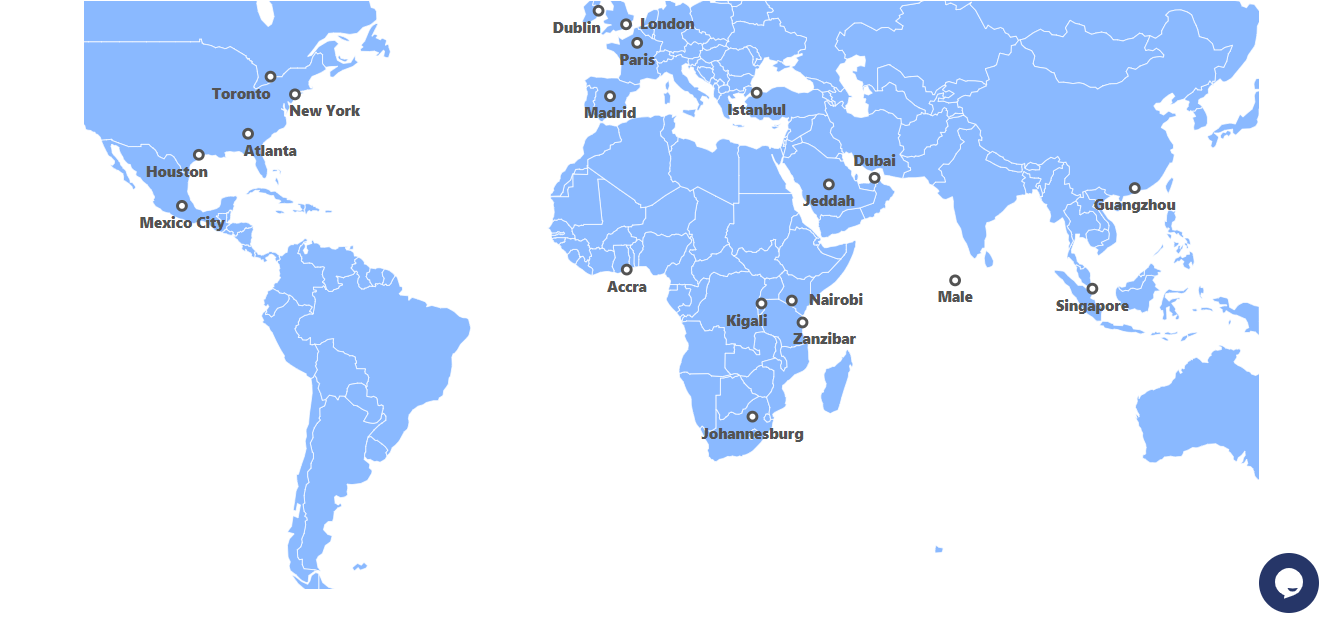 Dublin
London
Paris
Toronto
New York
Madrid
Istanbul
Atlanta
Houston
Dubai
Jeddah
Guangzhou
Mexico City
Accra
Nairobi
Male
Singapore
Kigali
Zanzibar
Johannesburg